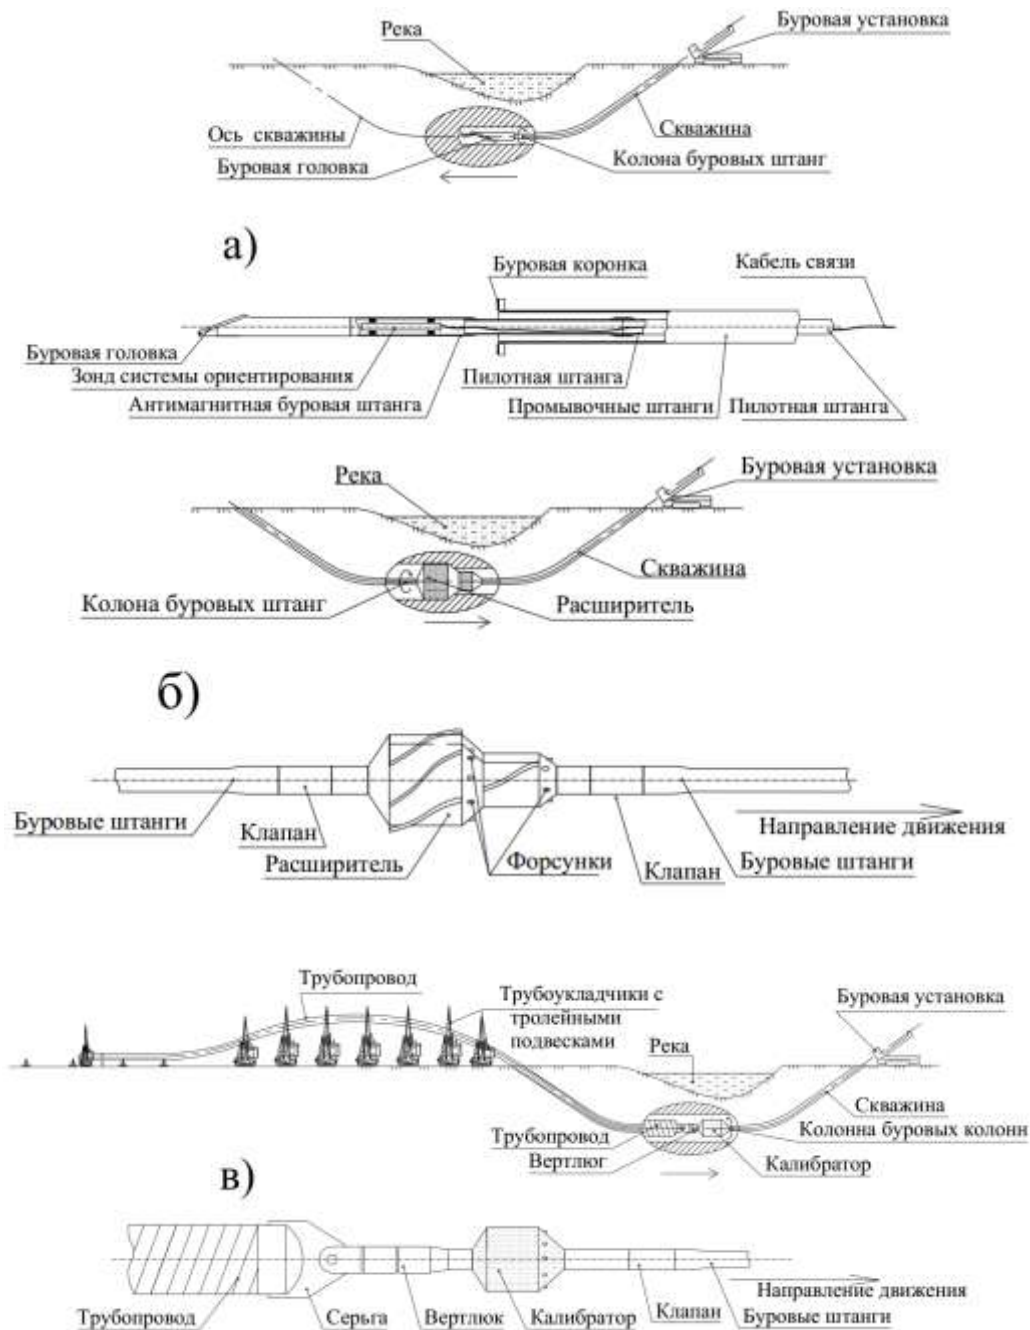 Река
Буровая установка
Ось скважины
Скважина
Буровая головка
Колона буровых штанг
а)
Буровая коронка
Кабель связи
Буровая головка
Зонд системы ориентирования
Пилотная штанга
Антимагнитная буровая штанга
Промывочные штанги
Пилотная штанга
Река
Буровая установка
Скважина
Колона буровых штанг
Расширитель
б)
Буровые штанги
Клапан
Расширитель
Форсунки
Клапан
Направление движения
Буровые штанги
Трубопровод
Трубоукладчики с
тролейными
подвесками
Буровая установка
Река
Скважина
Трубопровод
Колонна буровых колонн
Вертлюг
Калибратор
в)
Трубопровод
Серьга
Вертлюк
Калибратор
Клапан
Направление движения
Буровые штанги